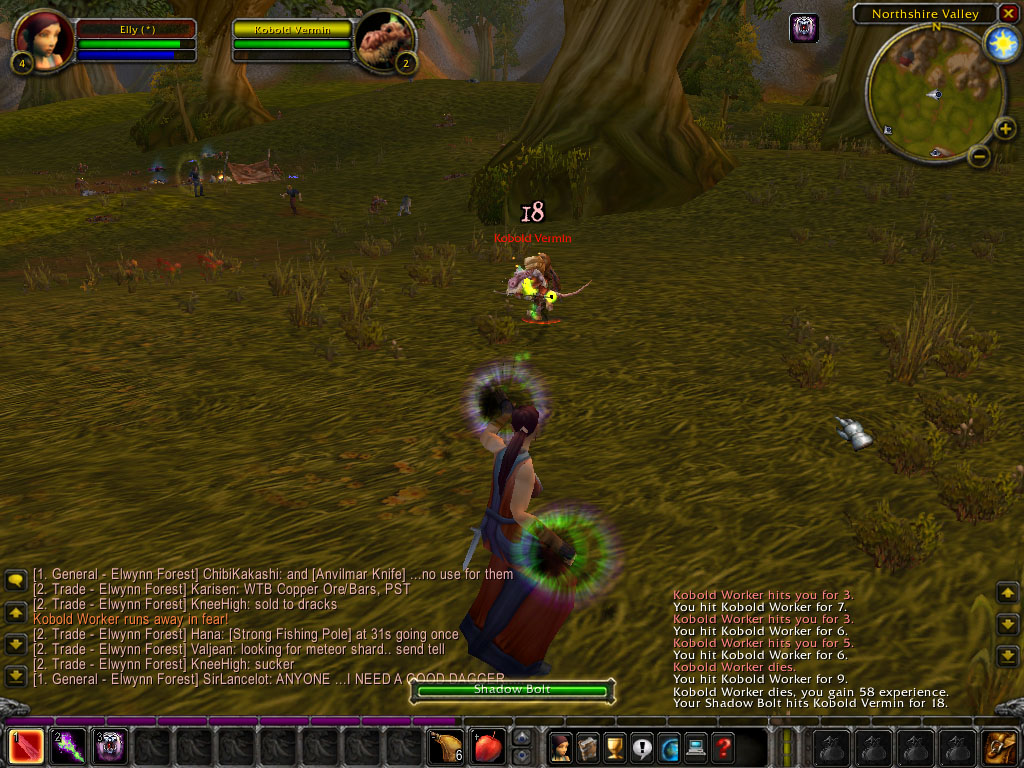 Elly (*)
4
Kobold Vermin
2
Northshire Valley
N
18
Kobold Vermin
[1. General - Elwynn Forest] ChibiKakashi: and [Anvilmar Knife] ...no use for them
[2. Trade - Elwynn Forest] Karisen: WTB Copper Ore/Bars, PST
[2. Trade - Elwynn Forest] KneeHigh: sold to dracks
Kobold Worker runs away in fear!
[2. Trade - Elwynn Forest] Hana: [Strong Fishing Pole] at 31s going once
[2. Trade - Elwynn Forest] Valjean: looking for meteor shard.. send tell
[2. Trade - Elwynn Forest] KneeHigh: sucker
[1. General - Elwynn Forest] SirLancelot: ANYONE ...I NEED A GOOD DAGGER
Kobold Worker hits you for 3.
You hit Kobold Worker for 7.
Kobold Worker hits you for 3.
You hit Kobold Worker for 6.
Kobold Worker hits you for 5.
You hit Kobold Worker for 6.
Kobold Worker dies.
You hit Kobold Worker for 9.
Kobold Worker dies, you gain 58 experience.
Your Shadow Bolt hits Kobold Vermin for 18.
Shadow Bolt
1
2
3
6